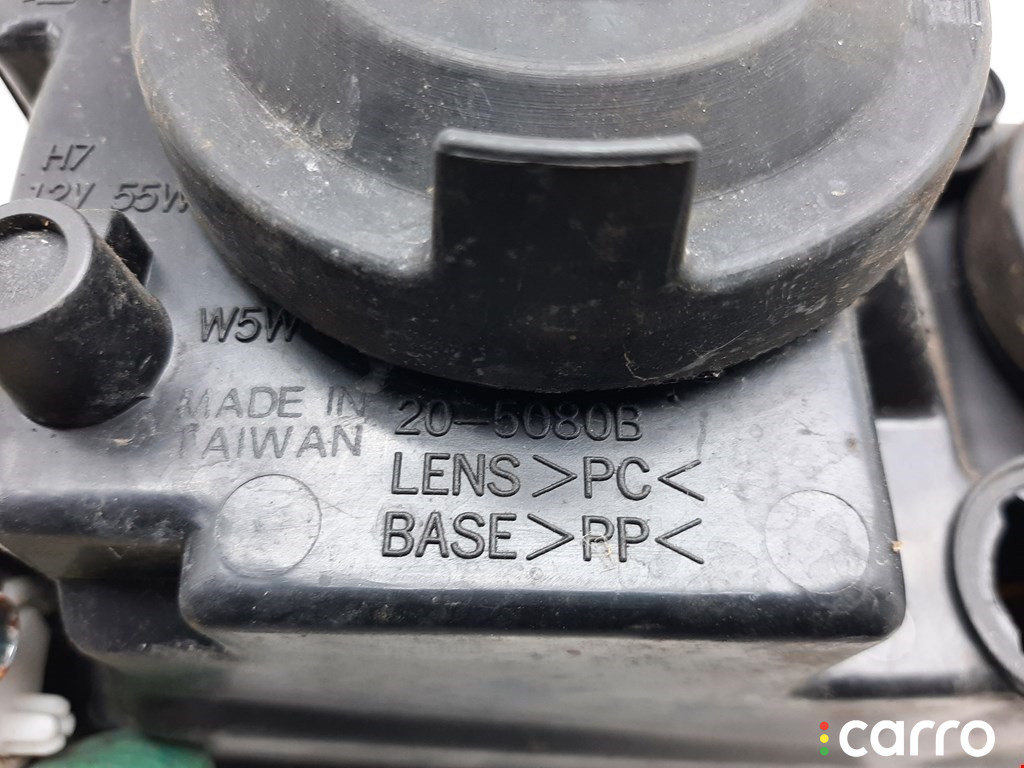 H7
12V 55W
W5W
MADE IN
TAIWAN
20-5080B
LENS >PC<
BASE >PP<
carro